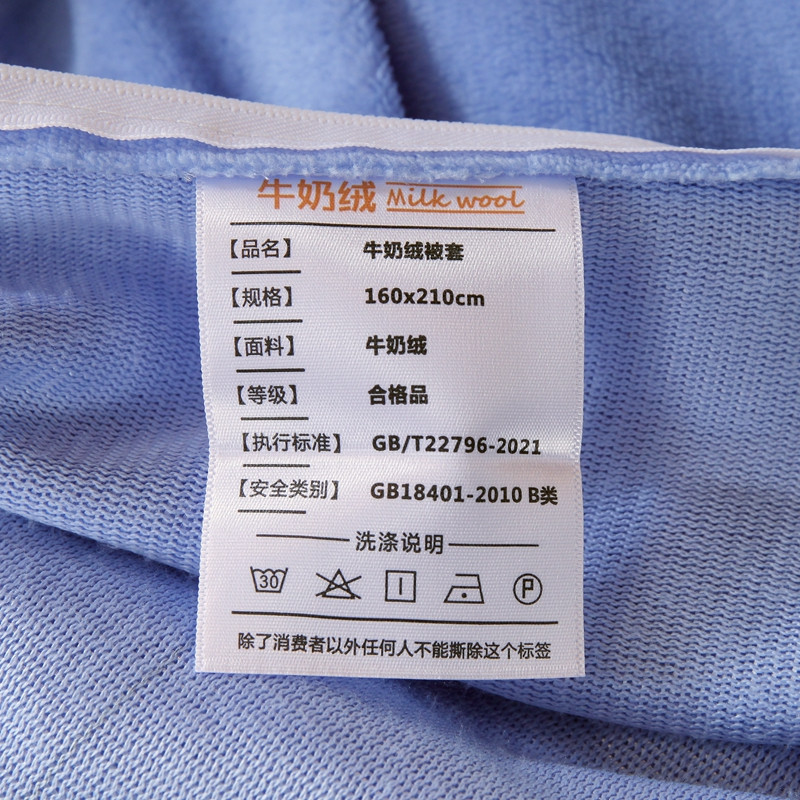 牛奶绒 Milk wool
【品名】 牛奶绒被套
【规格】 160x210cm
【面料】 牛奶绒
【等级】 合格品
【执行标准】 GB/T22796-2021
【安全类别】 GB18401-2010 B类
洗涤说明
30 P
除了消费者以外任何人不能撕除这个标签